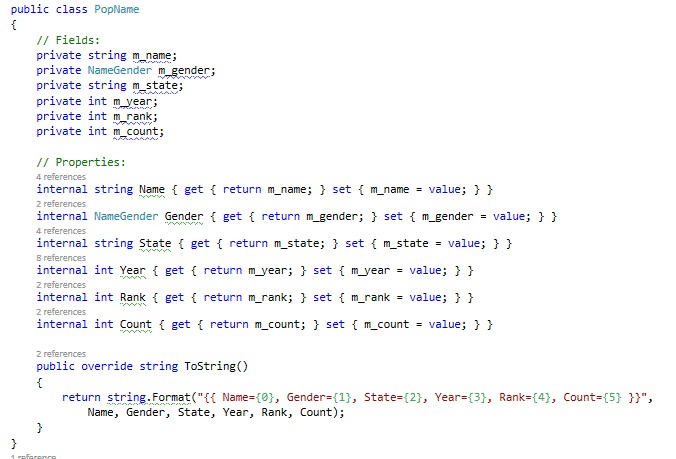 public class PopName
{
// Fields:
private string m_name;
private NameGender m_gender;
private string m_state;
private int m_year;
private int m_rank;
private int m_count;
// Properties:
4 references
internal string Name { get { return m_name; } set { m_name = value; } }
2 references
internal NameGender Gender { get { return m_gender; } set { m_gender = value; } }
4 references
internal string State { get { return m_state; } set { m_state = value; } }
8 references
internal int Year { get { return m_year; } set { m_year = value; } }
2 references
internal int Rank { get { return m_rank; } set { m_rank = value; } }
2 references
internal int Count { get { return m_count; } set { m_count = value; } }
2 references
public override string ToString()
{
return string.Format("{{ Name={0}, Gender={1}, State={2}, Year={3}, Rank={4}, Count={5} }}",
Name, Gender, State, Year, Rank, Count);
}
}
1 reference